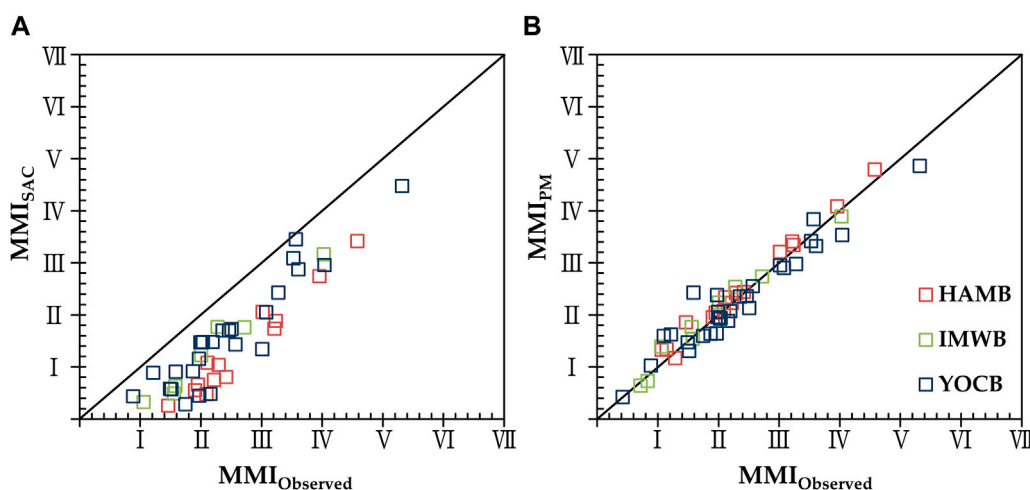 A
VII
VI
V
IV
III
II
I
MMI_SAC
I II III IV V VI VII
MMI_Observed
B
VII
VI
V
IV
III
II
I
MMI_PM
I II III IV V VI VII
MMI_Observed
HAMB
IMWB
YOCB